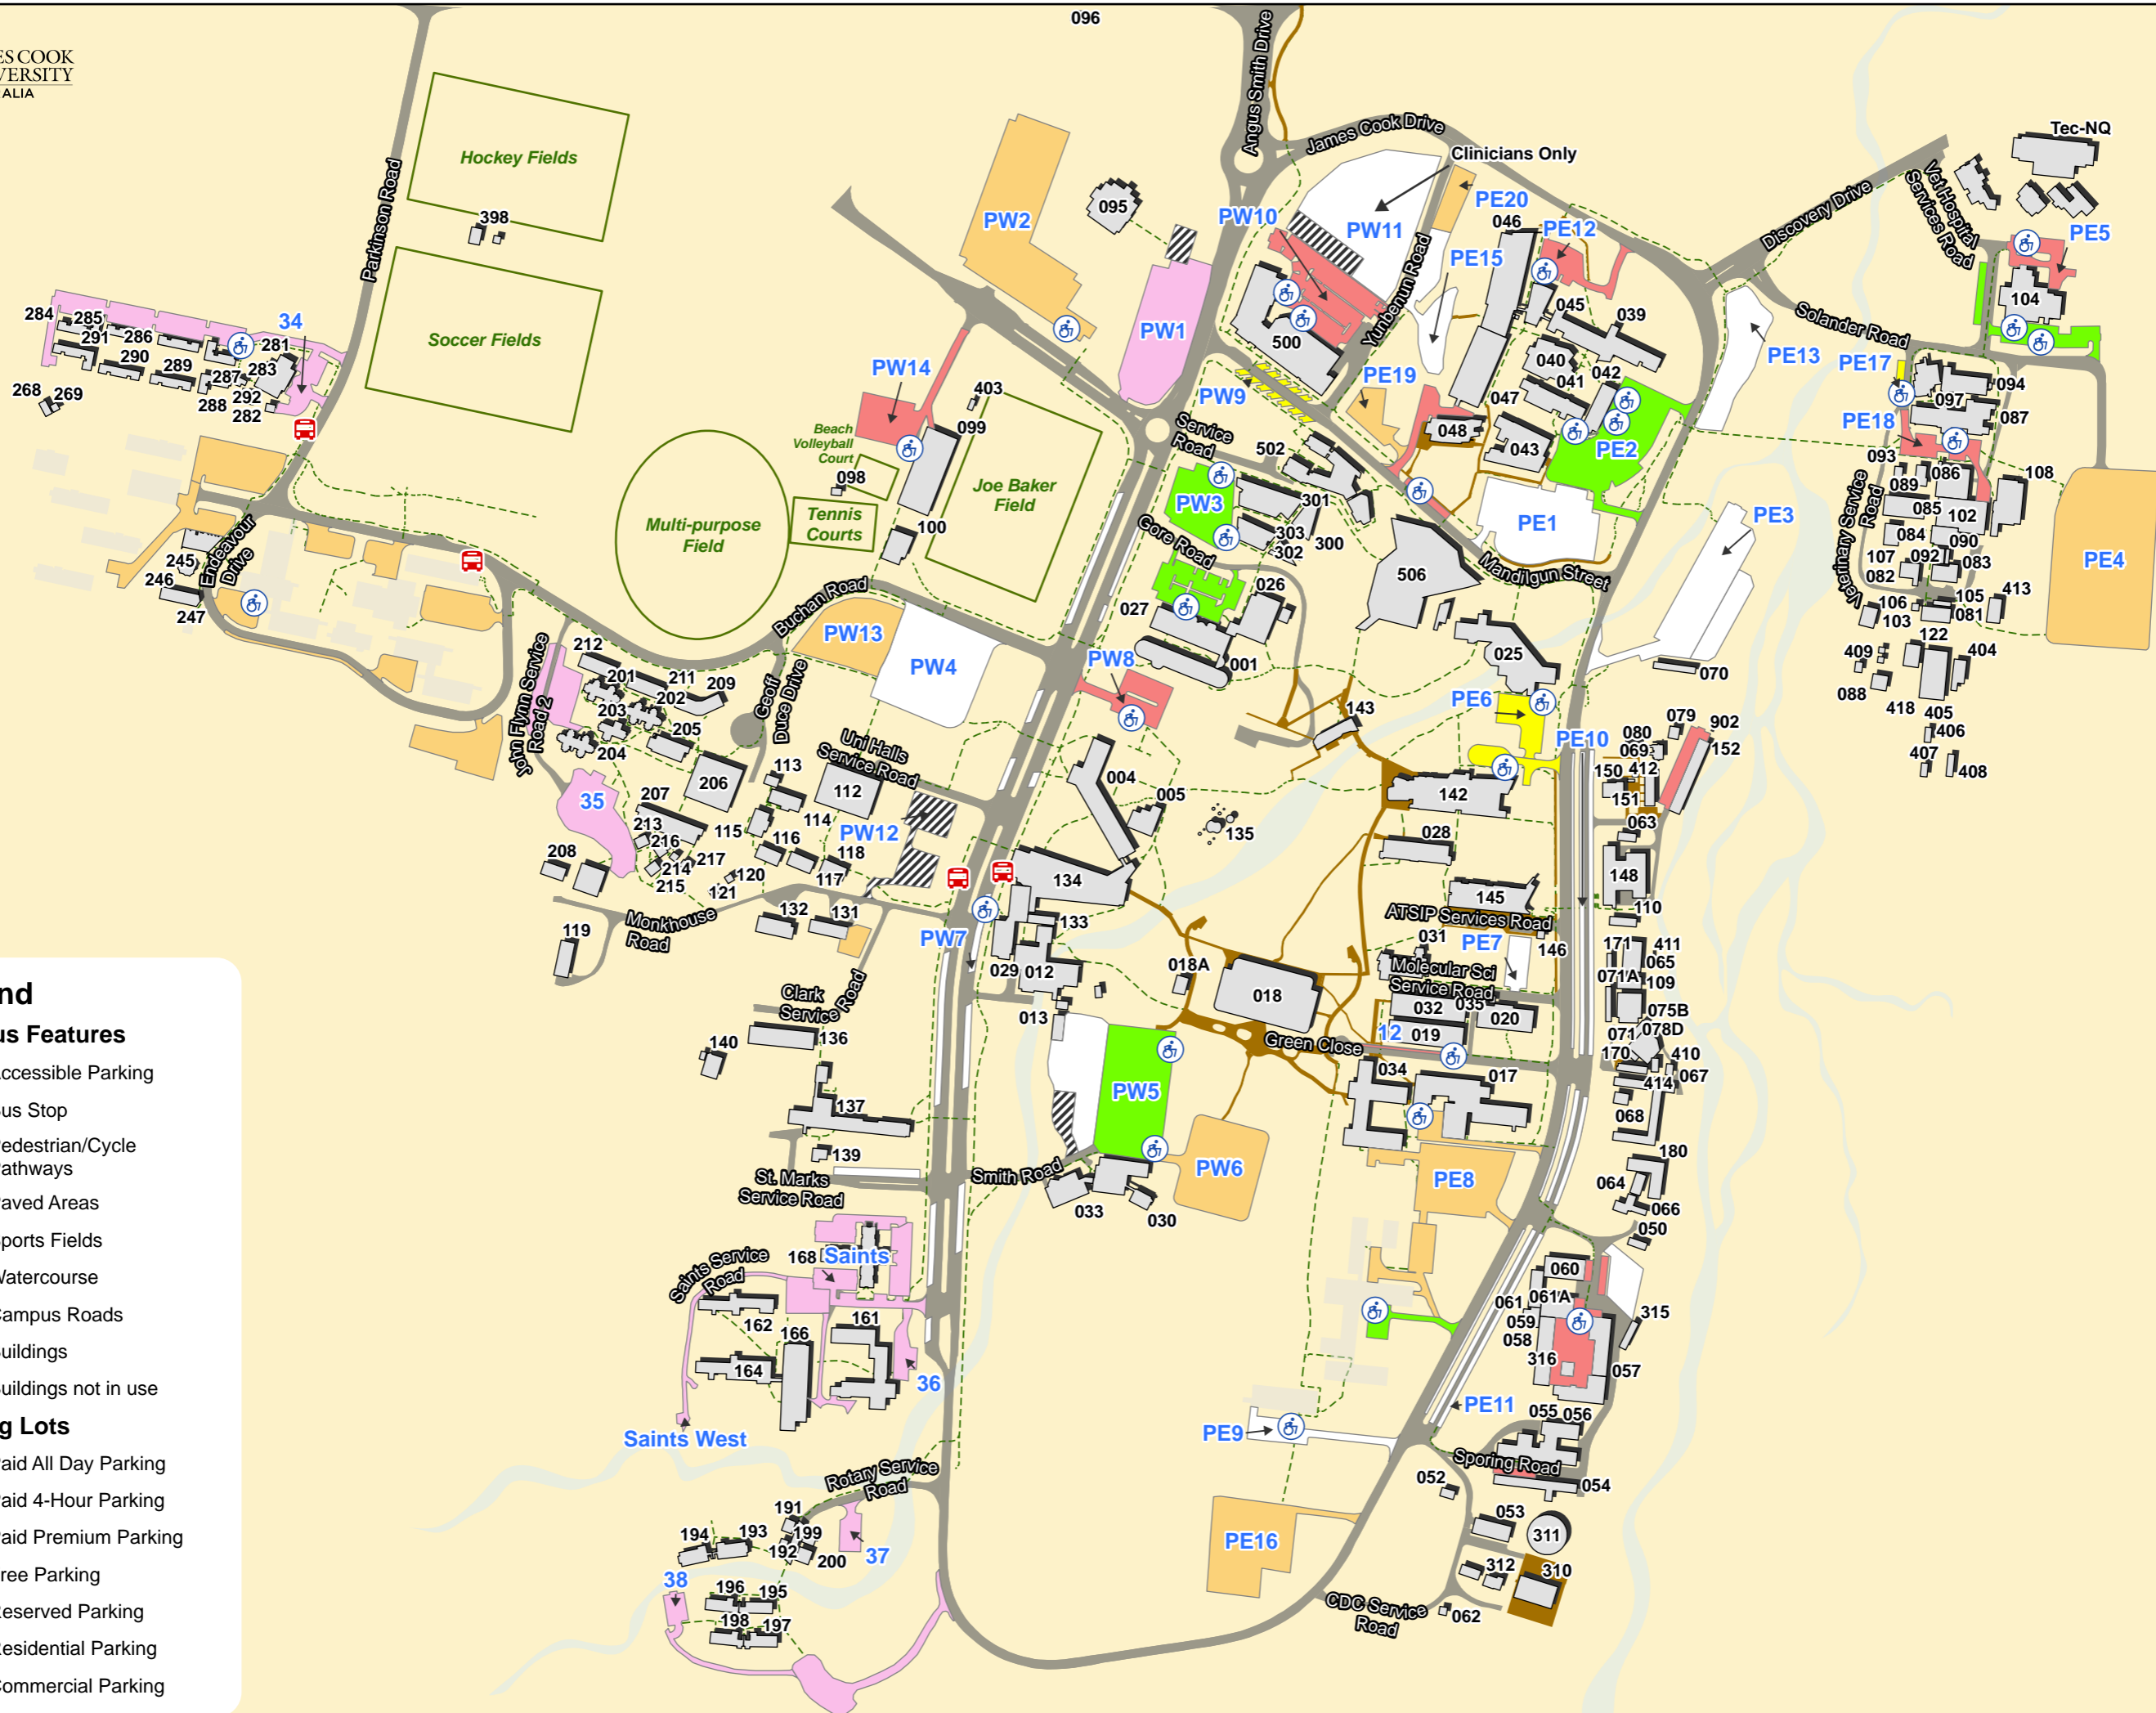 ES COOK
VERSITY
ALIA
096
Angus Smith Drive
James Cook Drive
Clinicians Only
Tec-NQ
Hockey Fields
Parkinson Road
398
Soccer Fields
PW2
095
PW10
PW11
PE20
046
PE12
PE15
Yunbenun Road
Discovery Drive
Vet Hospital
Services Road
PE5
104
284
285
291
286
290
289
287
288
34
281
283
292
282
268
269
PW1
500
045
039
040
041
042
Solander Road
PE13
PE17
094
097
087
PW14
403
099
Beach
Volleyball
Court
098
PW9
PE19
047
048
043
PE2
PE18
Service
Road
502
093
089
086
108
085
102
084
090
107
092
082
083
Veterinary Service
Road
Multi-purpose
Field
Tennis
Courts
Joe Baker
Field
100
PW3
301
303
302
300
PE1
PE3
PE4
Gore Road
506
Mandilgun Street
245
246
247
Endeavour
Drive
106
103
105
081
413
122
404
409
088
418
405
406
407
408
Buchan Road
PW13
PW4
026
027
001
PW8
025
070
John Flynn Service
Road 2
212
201
211
202
209
203
205
204
206
Geoff
Duce Drive
Uni Halls
Service Road
143
PE6
PE10
079
902
080
069
152
150
412
151
35
207
213
216
214
217
215
208
113
112
114
115
116
118
117
PW12
120
121
004
005
135
142
028
063
148
134
145
110
ATSIP Services Road
146
119
Monkhouse
Road
132
131
PW7
133
029
012
018A
018
031
PE7
Molecular Sci
Service Road
032
035
020
019
12
171
411
065
071A
109
075B
071
078D
170
410
067
414
068
Clark
Service Road
136
140
013
Green Close
034
017
137
139
PW5
PW6
PE8
180
064
066
050
St. Marks
Service Road
Smith Road
033
030
168
Saints
Saints Service
Road
162
161
166
164
36
Saints West
060
061A
061
059
058
315
316
057
PE11
PE9
055
056
Sporing Road
054
052
053
311
312
310
062
PE16
CDC Service
Road
Rotary Service
Road
191
194
193
199
192
200
37
38
196
195
198
197
nd
us Features
ccessible Parking
us Stop
edestrian/Cycle
athways
aved Areas
ports Fields
Watercourse
ampus Roads
uildings
uildings not in use
g Lots
aid All Day Parking
aid 4-Hour Parking
aid Premium Parking
ree Parking
eserved Parking
esidential Parking
ommercial Parking